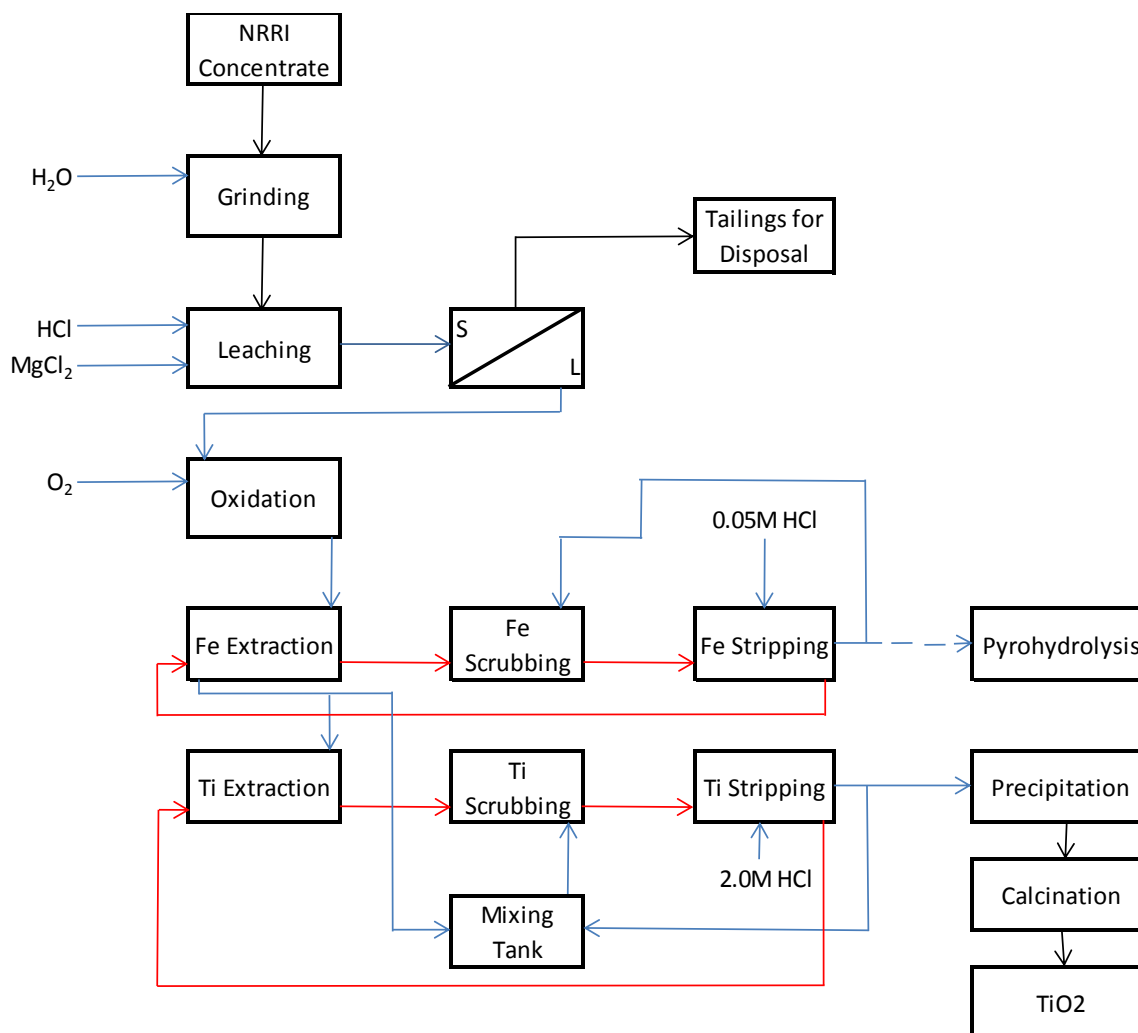 NRRI
Concentrate
H₂O
Grinding
Tailings for
Disposal
HCl
MgCl₂
Leaching
S
L
O₂
Oxidation
0.05M HCl
Fe Extraction
Fe
Scrubbing
Fe Stripping
Pyrohydrolysis
Ti Extraction
Ti
Scrubbing
Ti Stripping
Precipitation
2.0M HCl
Mixing
Tank
Calcination
TiO2